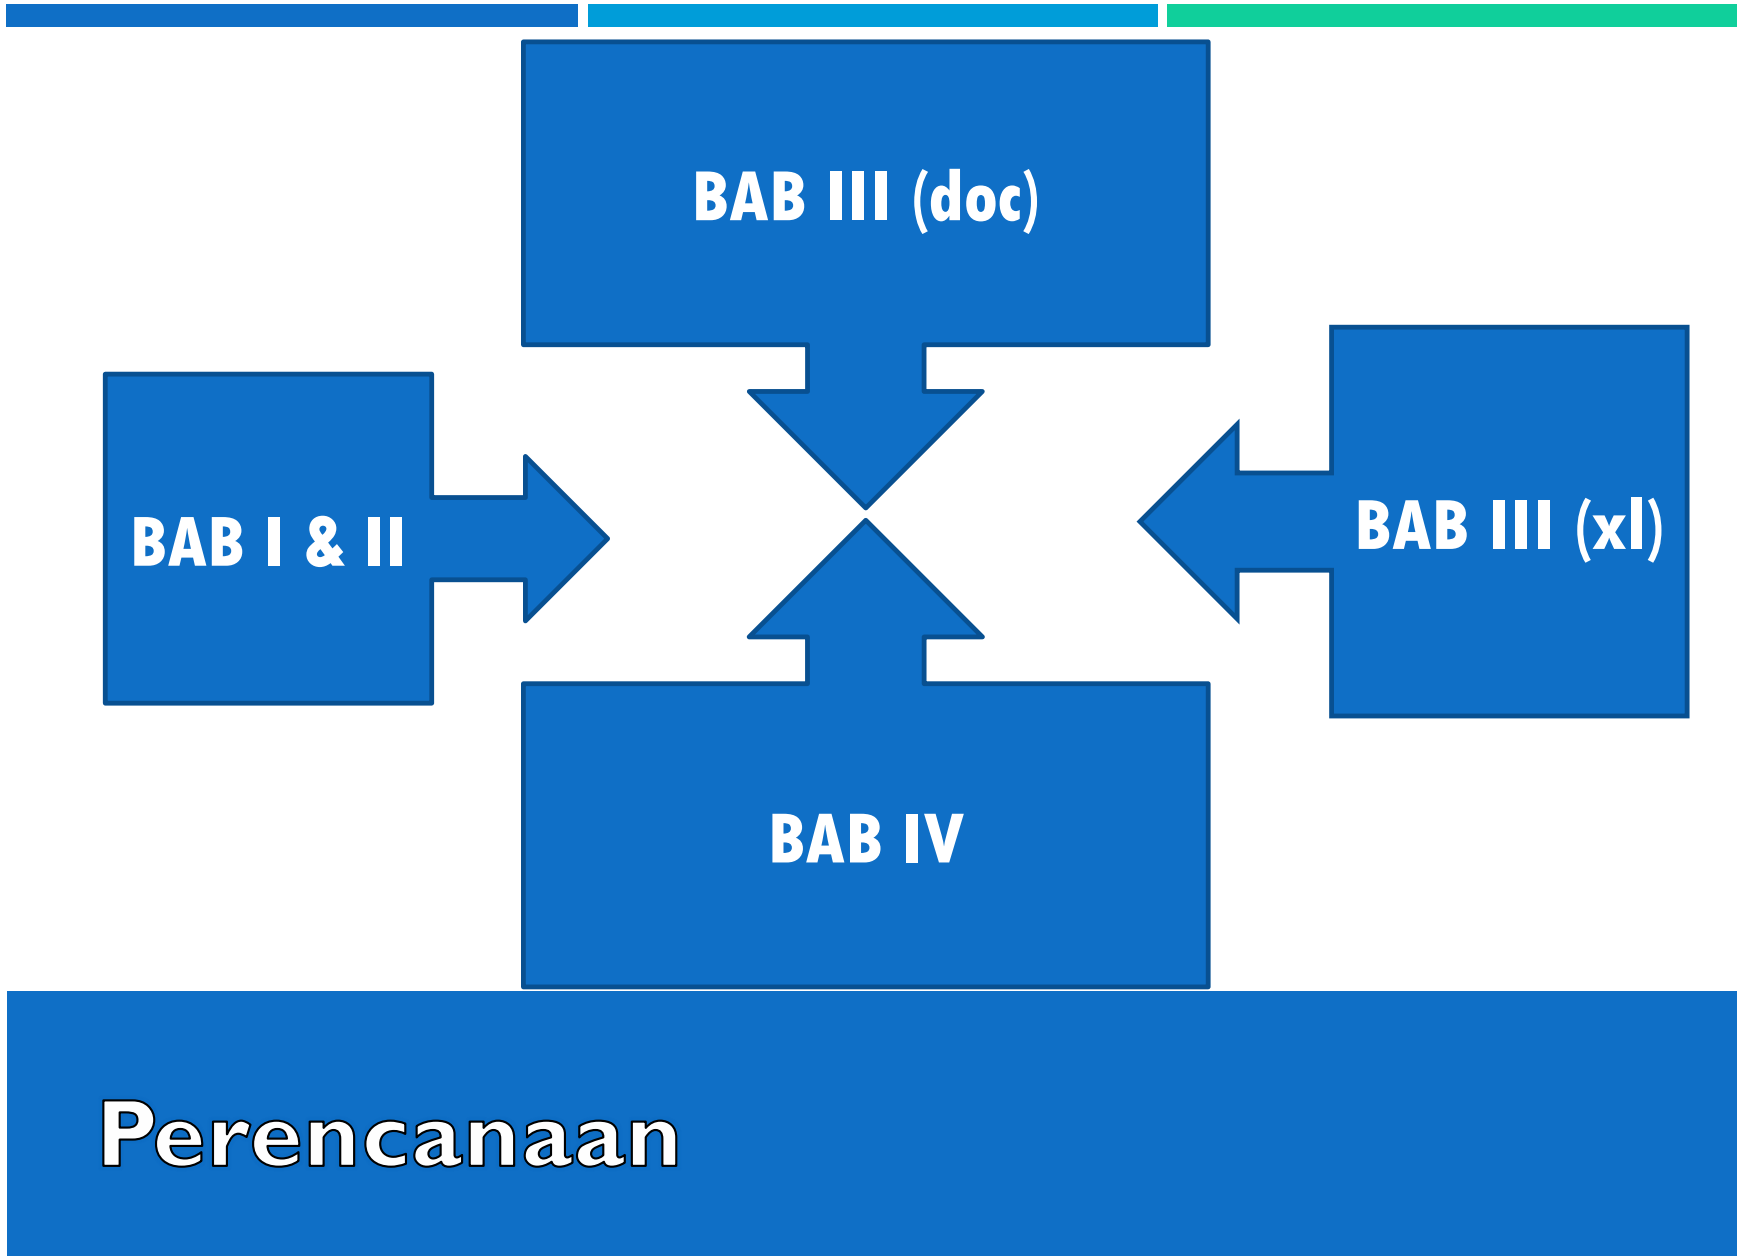 BAB III (doc)
BAB I & II
BAB III (xl)
BAB IV
Perencanaan